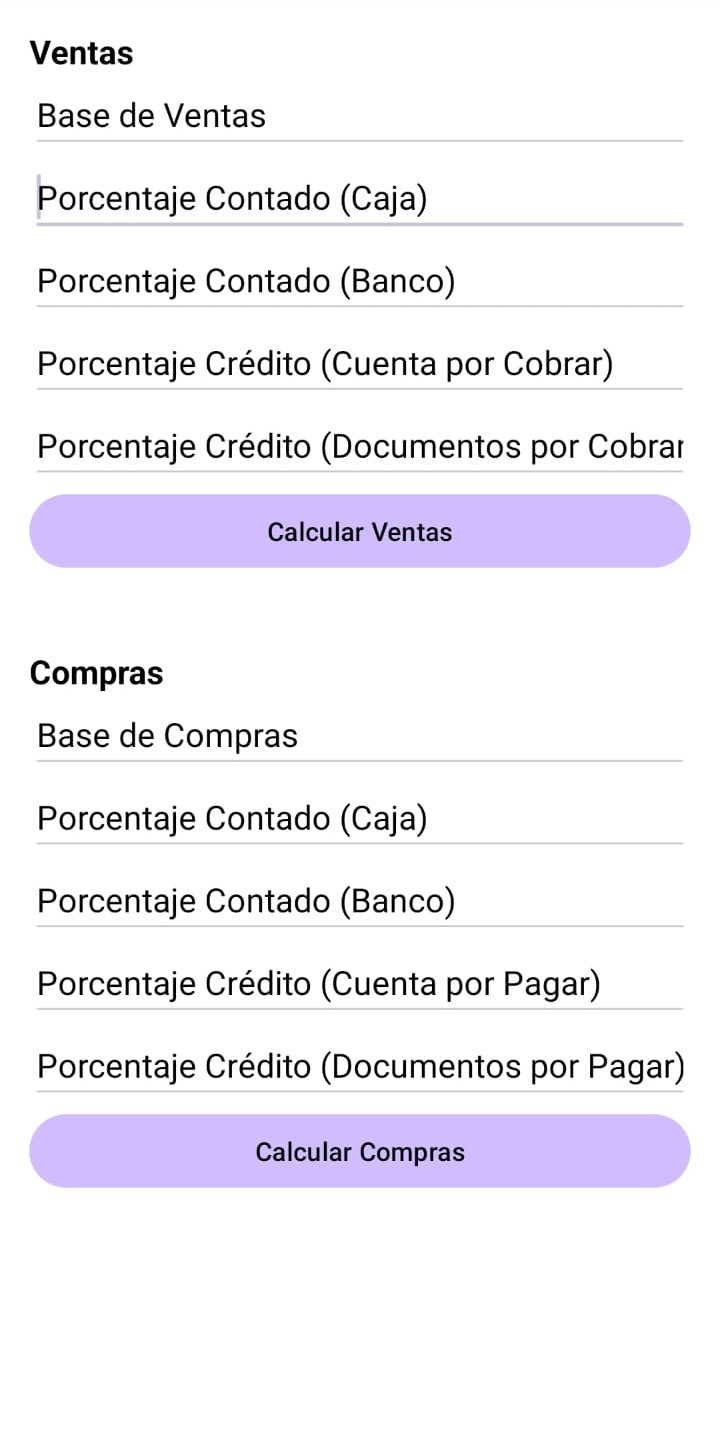 Ventas
Base de Ventas
Porcentaje Contado (Caja)
Porcentaje Contado (Banco)
Porcentaje Crédito (Cuenta por Cobrar)
Porcentaje Crédito (Documentos por Cobrar
Calcular Ventas
Compras
Base de Compras
Porcentaje Contado (Caja)
Porcentaje Contado (Banco)
Porcentaje Crédito (Cuenta por Pagar)
Porcentaje Crédito (Documentos por Pagar)
Calcular Compras